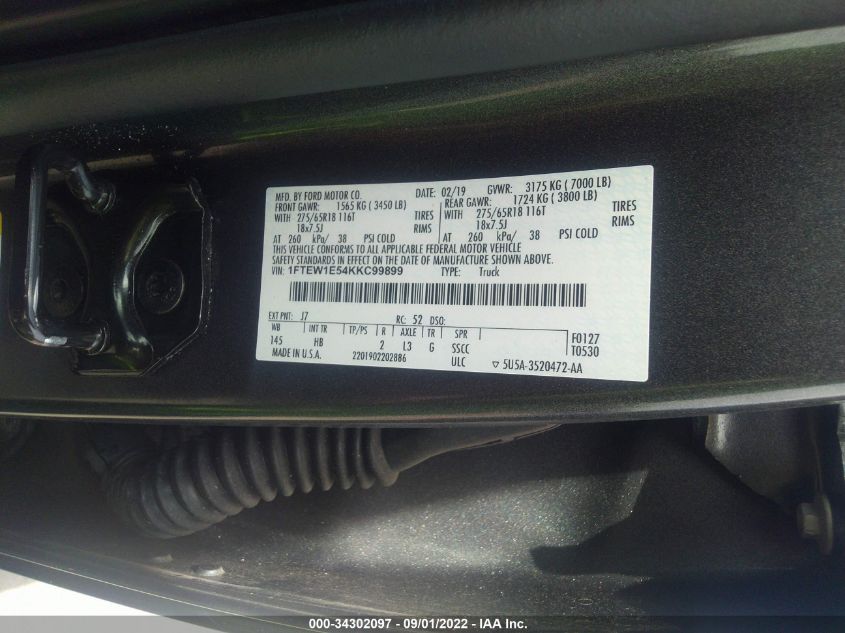 MFD. BY FORD MOTOR CO. DATE: 02/19 GVWR: 3175 KG ( 7000 LB)
FRONT GAWR: 1565 KG ( 3450 LB) REAR GAWR: 1724 KG ( 3800 LB)
WITH 275/65R18 116T TIRES WITH 275/65R18 116T TIRES
18x7.5J RIMS 18x7.5J RIMS
AT 260 kPa/ 38 PSI COLD AT 260 kPa/ 38 PSI COLD
THIS VEHICLE CONFORMS TO ALL APPLICABLE FEDERAL MOTOR VEHICLE
SAFETY STANDARDS IN EFFECT ON THE DATE OF MANUFACTURE SHOWN ABOVE.
VIN: 1FTEW1E54KKC99899 TYPE: Truck
EXT PNT: J7 RC: 52 DSO:
WB INT TR TP/PS R AXLE TR SPR F0127
145 HB 2 L3 G SSCC T0530
MADE IN U.S.A. 2201902202886 ULC ▽ 5U5A-3520472-AA
000-34302097 - 09/01/2022 - IAA Inc.